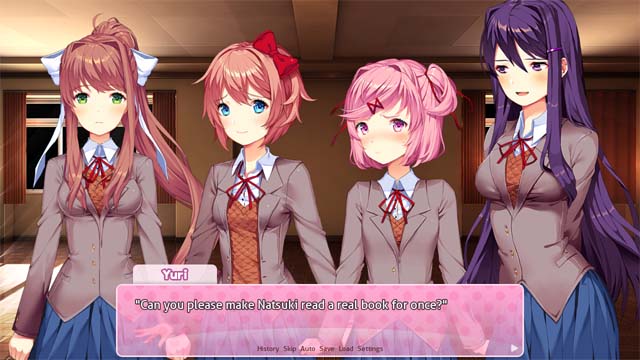 Yuri
"Can you please make Natsuki read a real book for once?"
History Skip Auto Save Load Settings